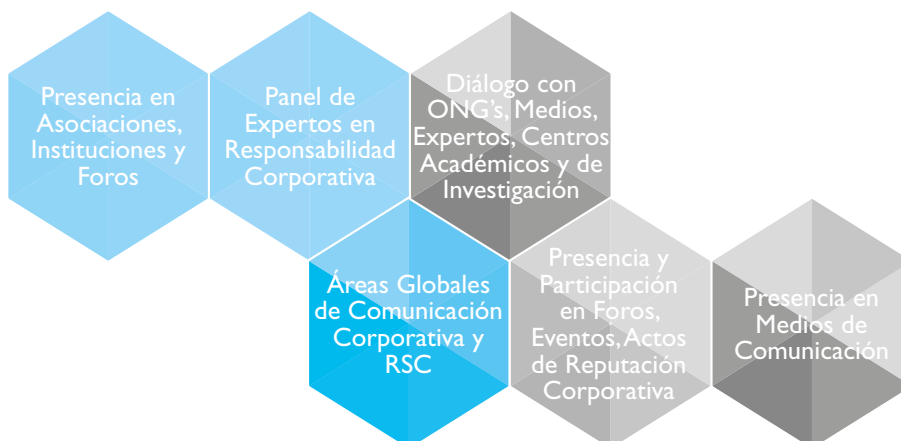 Presencia en
Asociaciones,
Instituciones y
Foros
Panel de
Expertos en
Responsabilidad
Corporativa
Diálogo con
ONG's, Medios,
Expertos, Centros
Académicos y de
Investigación
Áreas Globales
de Comunicación
Corporativa y
RSC
Presencia y
Participación
en Foros,
Eventos, Actos
de Reputación
Corporativa
Presencia en
Medios de
Comunicación